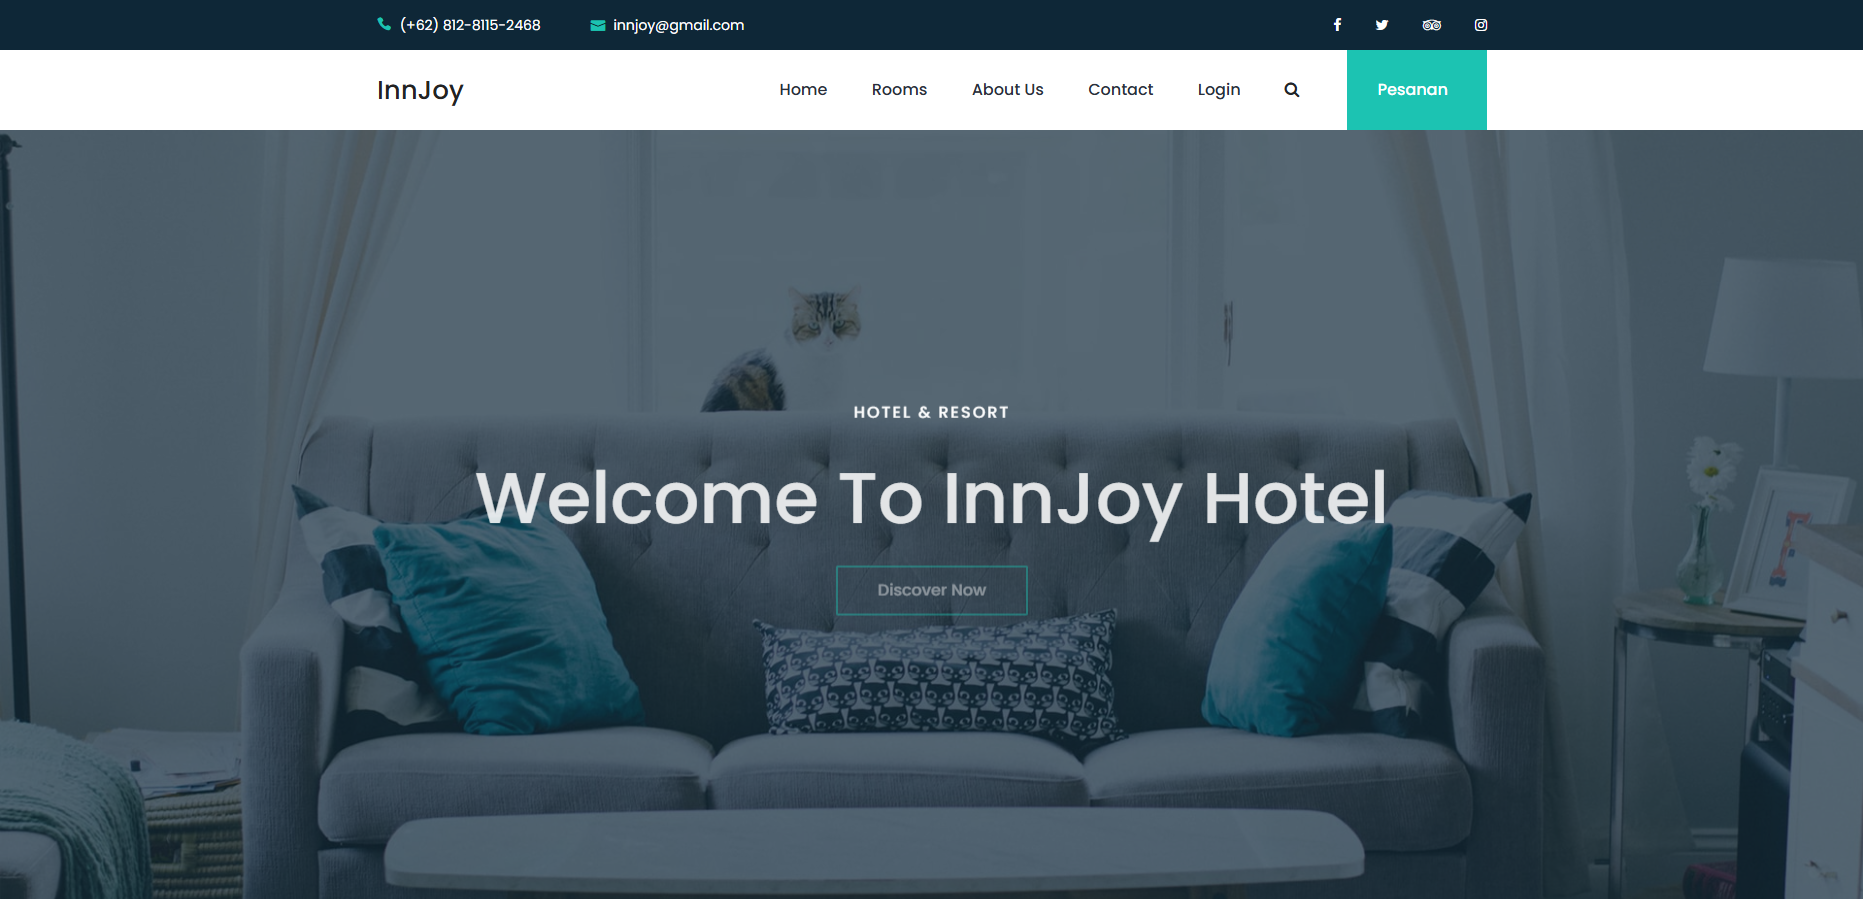 (+62) 812-8115-2468 innjoy@gmail.com
InnJoy Home Rooms About Us Contact Login Pesanan
HOTEL & RESORT
Welcome To InnJoy Hotel
Discover Now